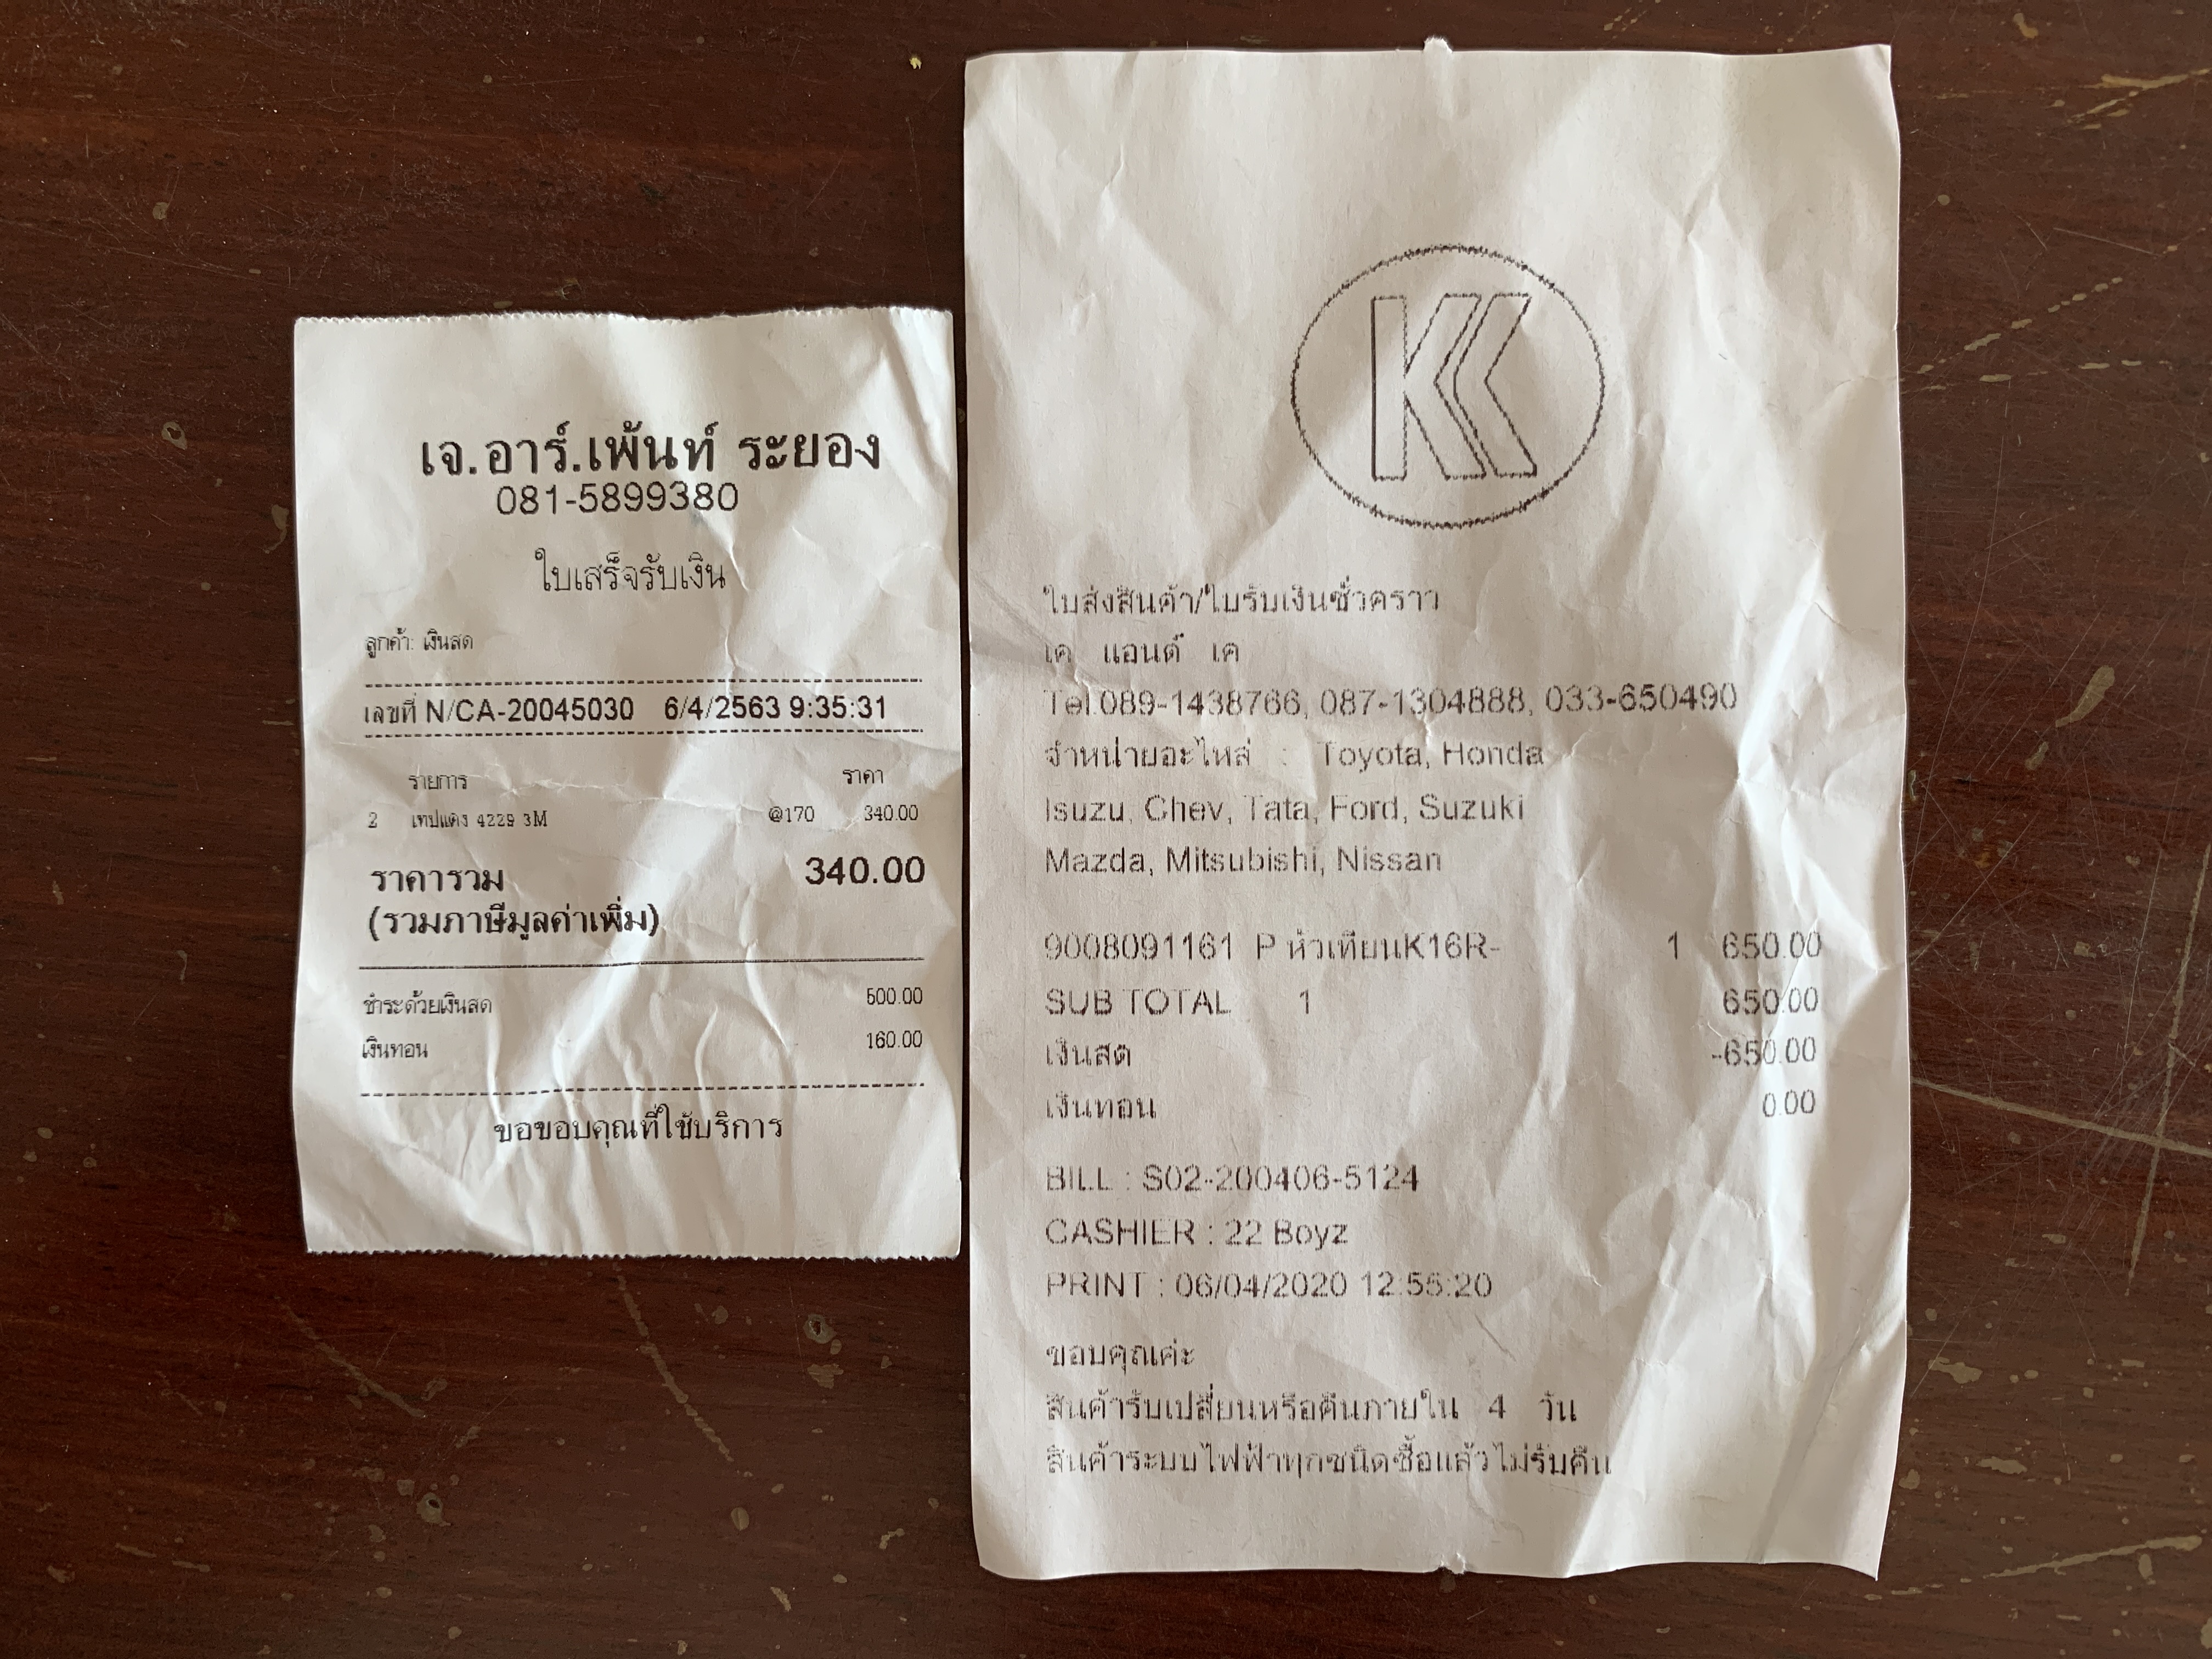 เจ.อาร์.เพ้นท์ ระยอง
081-5899380
ใบเสร็จรับเงิน
ลูกค้า: เงินสด
เลขที่ N/CA-20045030 6/4/2563 9:35:31
รายการ ราคา
2 เทปแดง 4229 3M @170 340.00
ราคารวม 340.00
(รวมภาษีมูลค่าเพิ่ม)
ชำระด้วยเงินสด 500.00
เงินทอน 160.00
ขอขอบคุณที่ใช้บริการ
KK
ใบส่งสินค้า/ใบรับเงินชั่วคราว
เค แอนด์ เค
Tel.089-1438766, 087-1304888, 033-650490
จำหน่ายอะไหล่ : Toyota, Honda
Isuzu, Chev, Tata, Ford, Suzuki
Mazda, Mitsubishi, Nissan
9008091161 P หัวเทียนK16R- 1 650.00
SUB TOTAL 1 650.00
เงินสด -650.00
เงินทอน 0.00
BILL : S02-200406-5124
CASHIER : 22 Boyz
PRINT : 06/04/2020 12:55:20
ขอบคุณค่ะ
สินค้ารับเปลี่ยนหรือคืนภายใน 4 วัน
สินค้าระบบไฟฟ้าทุกชนิดซื้อแล้วไม่รับคืน